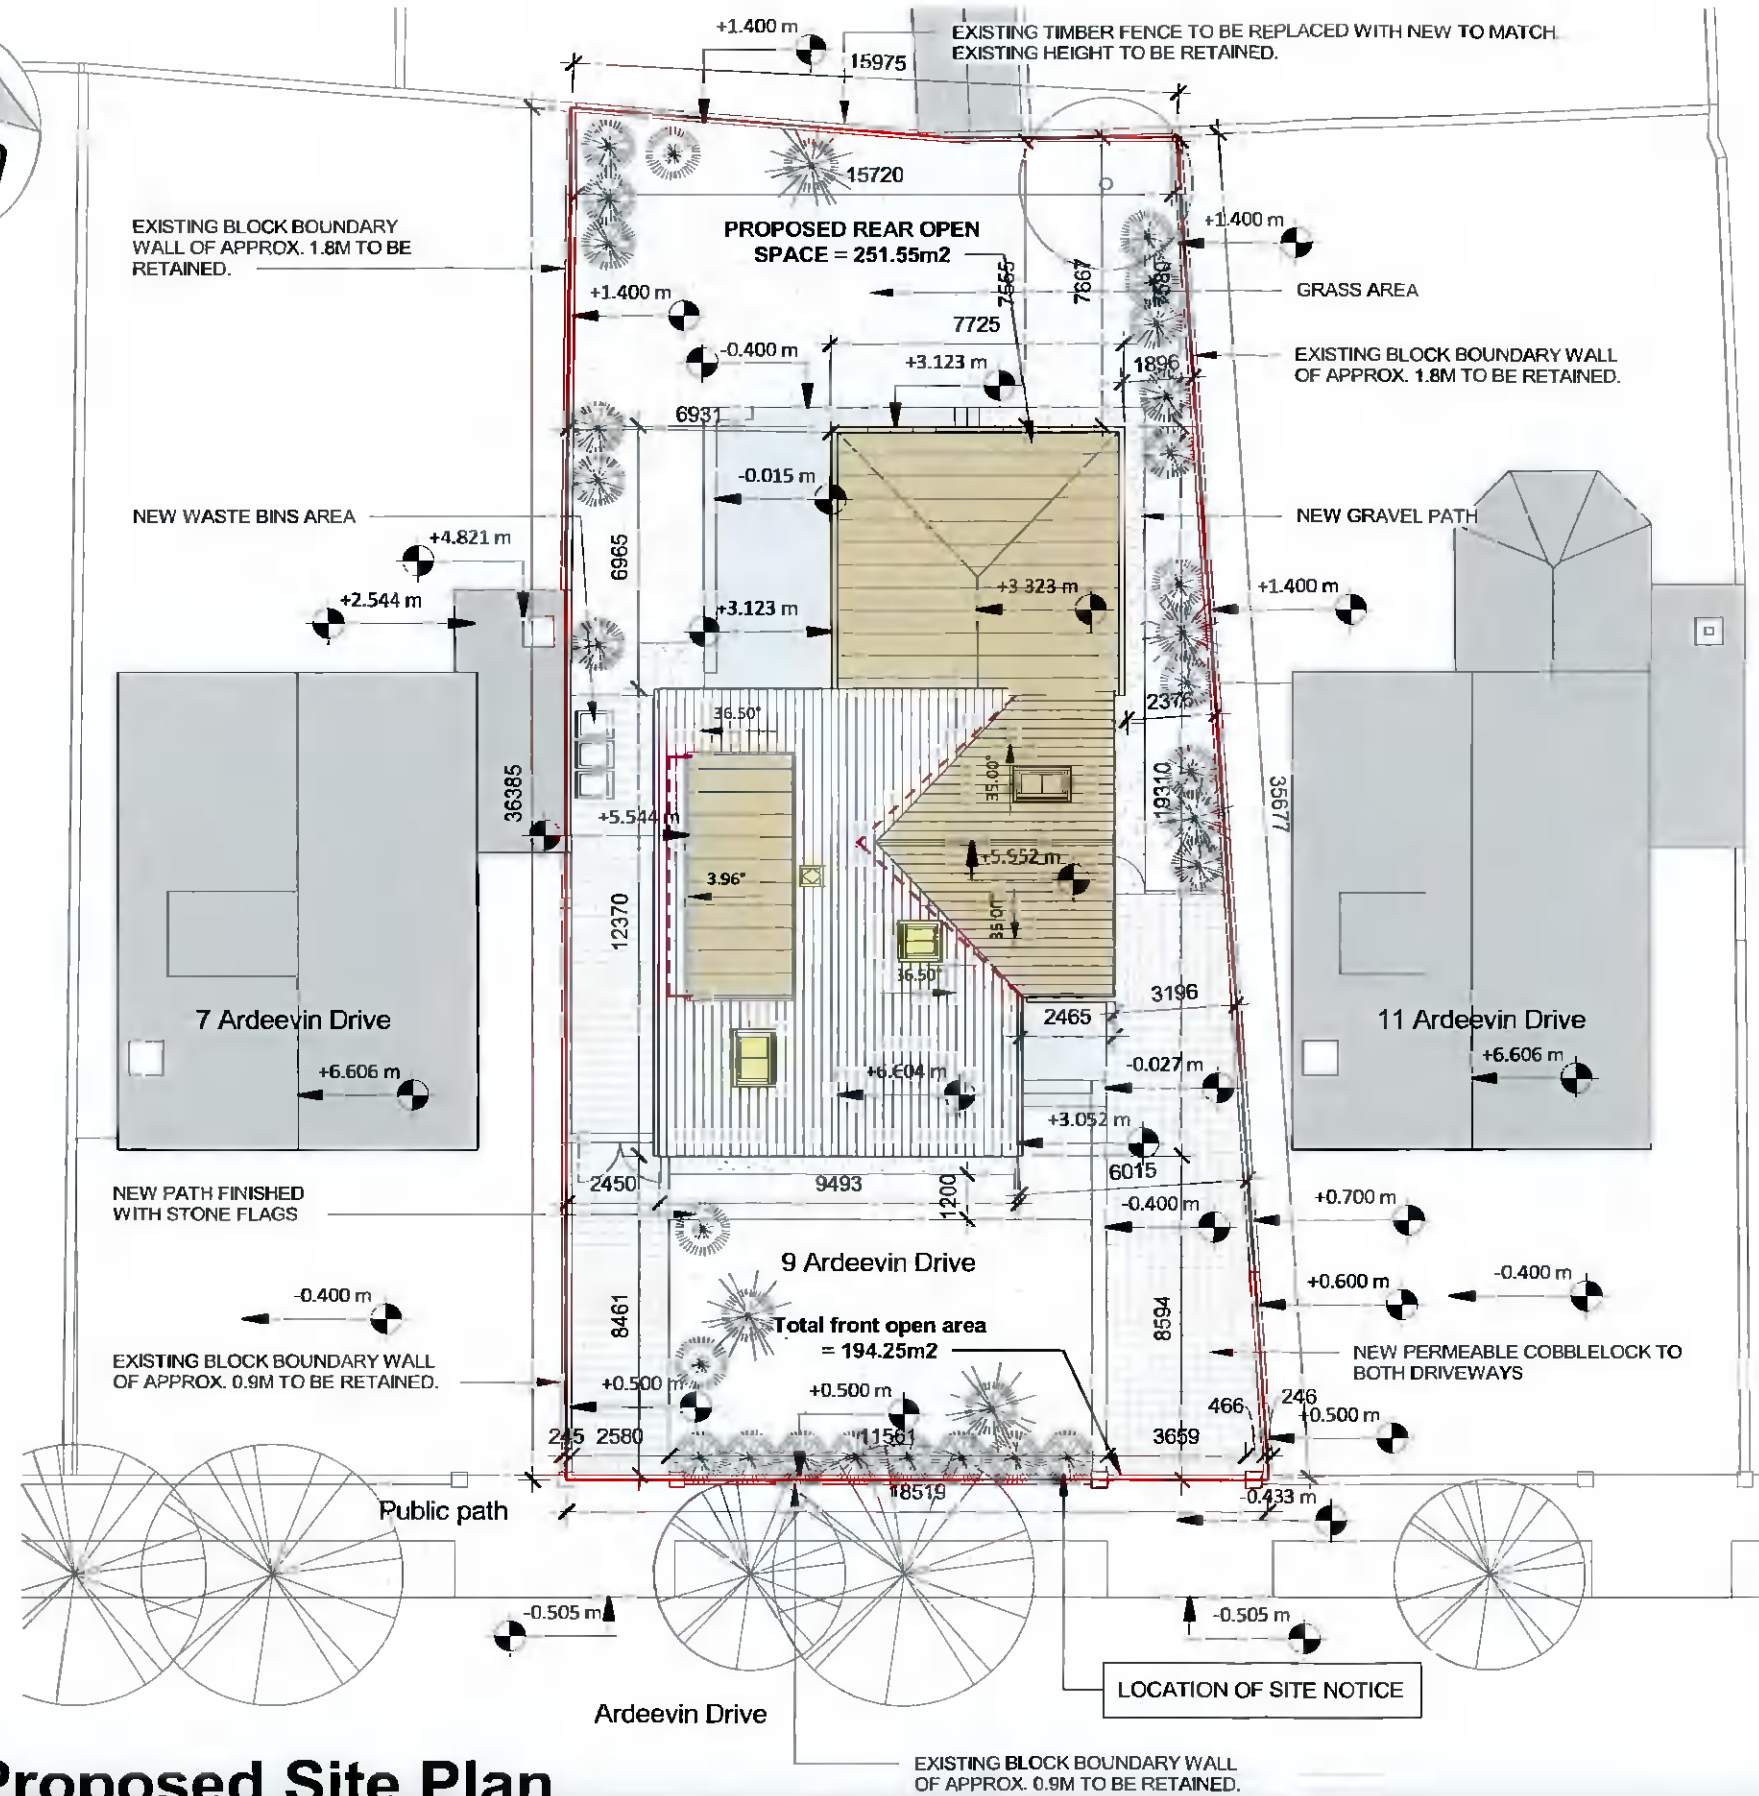 +1.400 m
EXISTING TIMBER FENCE TO BE REPLACED WITH NEW TO MATCH
EXISTING HEIGHT TO BE RETAINED.
15975
15720
EXISTING BLOCK BOUNDARY
WALL OF APPROX. 1.8M TO BE
RETAINED.
PROPOSED REAR OPEN
SPACE = 251.55m2
+1.400 m
+1.400 m
7667
GRASS AREA
7725
-0.400 m
+3.123 m
1896
EXISTING BLOCK BOUNDARY WALL
OF APPROX. 1.8M TO BE RETAINED.
6931
-0.015 m
NEW WASTE BINS AREA
NEW GRAVEL PATH
+4.821 m
6965
+2.544 m
+3.123 m
+3.323 m
+1.400 m
2376
36.50°
36385
35.00°
19310
35677
+5.544 m
3.96°
+5.552 m
12370
35.00°
36.50°
3196
2465
7 Ardeevin Drive
11 Ardeevin Drive
+6.606 m
+6.604 m
-0.027 m
+6.606 m
+3.052 m
6015
2450
9493
1200
NEW PATH FINISHED
WITH STONE FLAGS
-0.400 m
+0.700 m
9 Ardeevin Drive
-0.400 m
+0.600 m
-0.400 m
8461
8594
Total front open area
= 194.25m2
EXISTING BLOCK BOUNDARY WALL
OF APPROX. 0.9M TO BE RETAINED.
NEW PERMEABLE COBBLELOCK TO
BOTH DRIVEWAYS
+0.500 m
+0.500 m
466
246
+0.500 m
245
2580
11561
3659
18519
-0.433 m
Public path
-0.505 m
-0.505 m
LOCATION OF SITE NOTICE
Ardeevin Drive
EXISTING BLOCK BOUNDARY WALL
OF APPROX. 0.9M TO BE RETAINED.
Proposed Site Plan